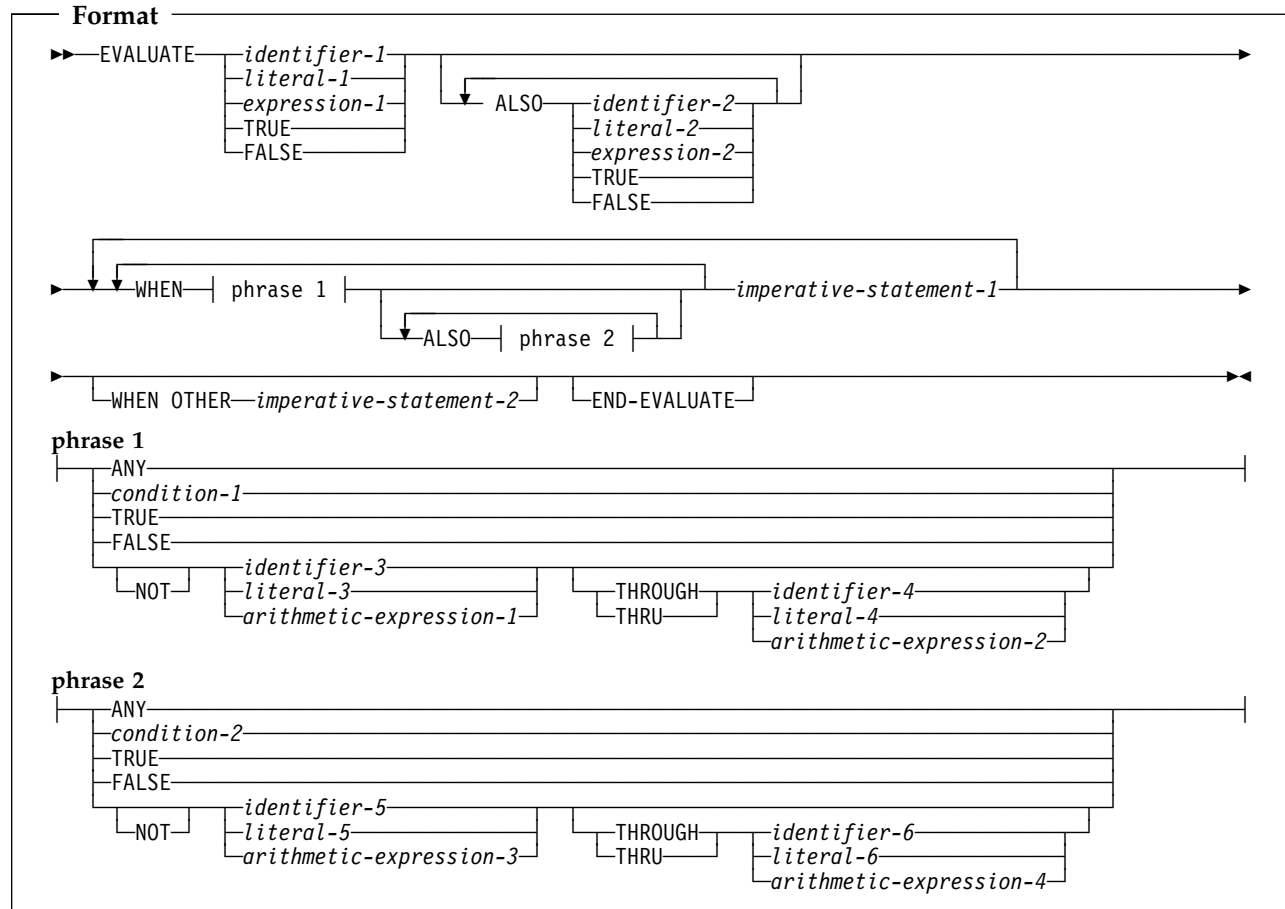 Format
EVALUATE identifier-1
literal-1
expression-1
TRUE
FALSE
ALSO identifier-2
literal-2
expression-2
TRUE
FALSE
WHEN phrase 1 imperative-statement-1
ALSO phrase 2
WHEN OTHER imperative-statement-2 END-EVALUATE
phrase 1
ANY
condition-1
TRUE
FALSE
NOT identifier-3 THROUGH identifier-4
literal-3 THRU literal-4
arithmetic-expression-1 arithmetic-expression-2
phrase 2
ANY
condition-2
TRUE
FALSE
NOT identifier-5 THROUGH identifier-6
literal-5 THRU literal-6
arithmetic-expression-3 arithmetic-expression-4